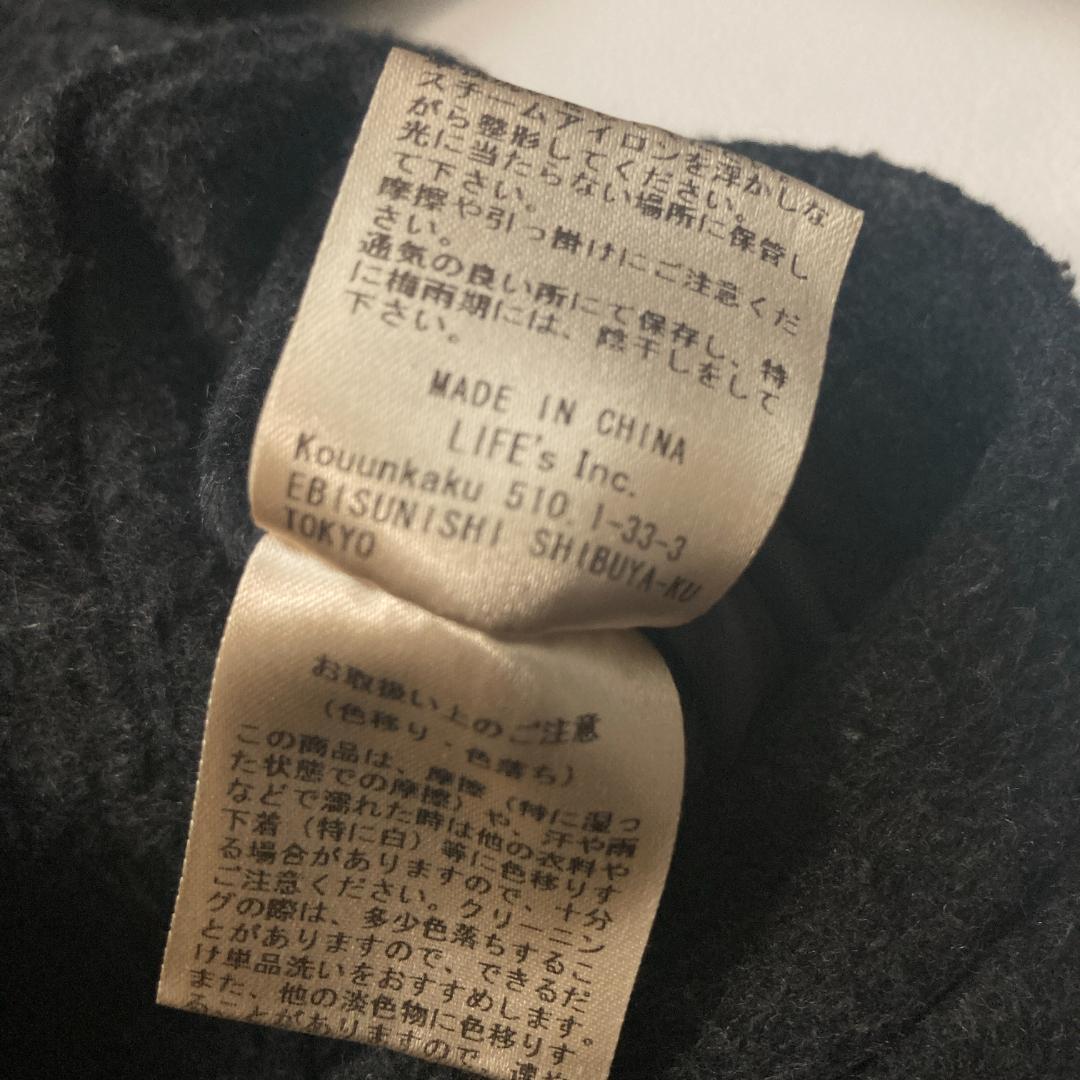 スチームアイロンを浮かしな
がら整形してください。
光に当たらない場所に保管し
て下さい。
摩擦や引っ掛けにご注意くだ
さい。
通気の良い所にて保存し、特
に梅雨期には、陰干しをして
下さい。
MADE IN CHINA
LIFE's Inc.
Kouunkaku 510. 1-33-3
EBISUNISHI SHIBUYA-KU
TOKYO
お取扱い上のご注意
(色移り・色落ち)
この商品は、摩擦(特に湿っ
た状態での摩擦)や、汗や雨
などで濡れた時は他の衣料や
下着(特に白)等に色移りす
る場合がありますので、十分
ご注意ください。クリーニン
グの際は、多少色落ちするこ
とがありますので、できるだ
け単品洗いをおすすめします。
また、他の淡色物に色移りす
ることがありますので、